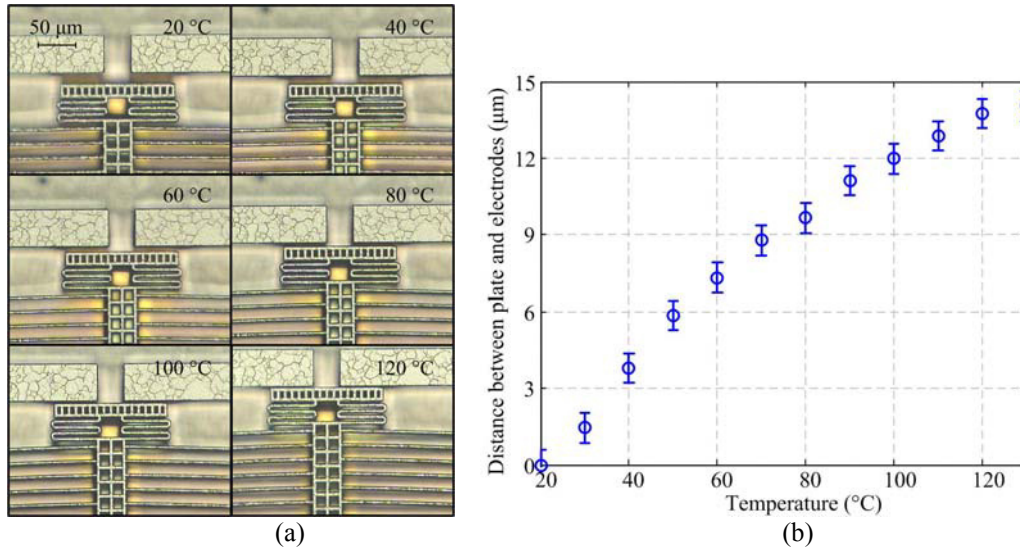 50 μm
20 °C
40 °C
60 °C
80 °C
100 °C
120 °C
(a)
Distance between plate and electrodes (μm)
15
12
9
6
3
0
20 40 60 80 100 120
Temperature (°C)
(b)